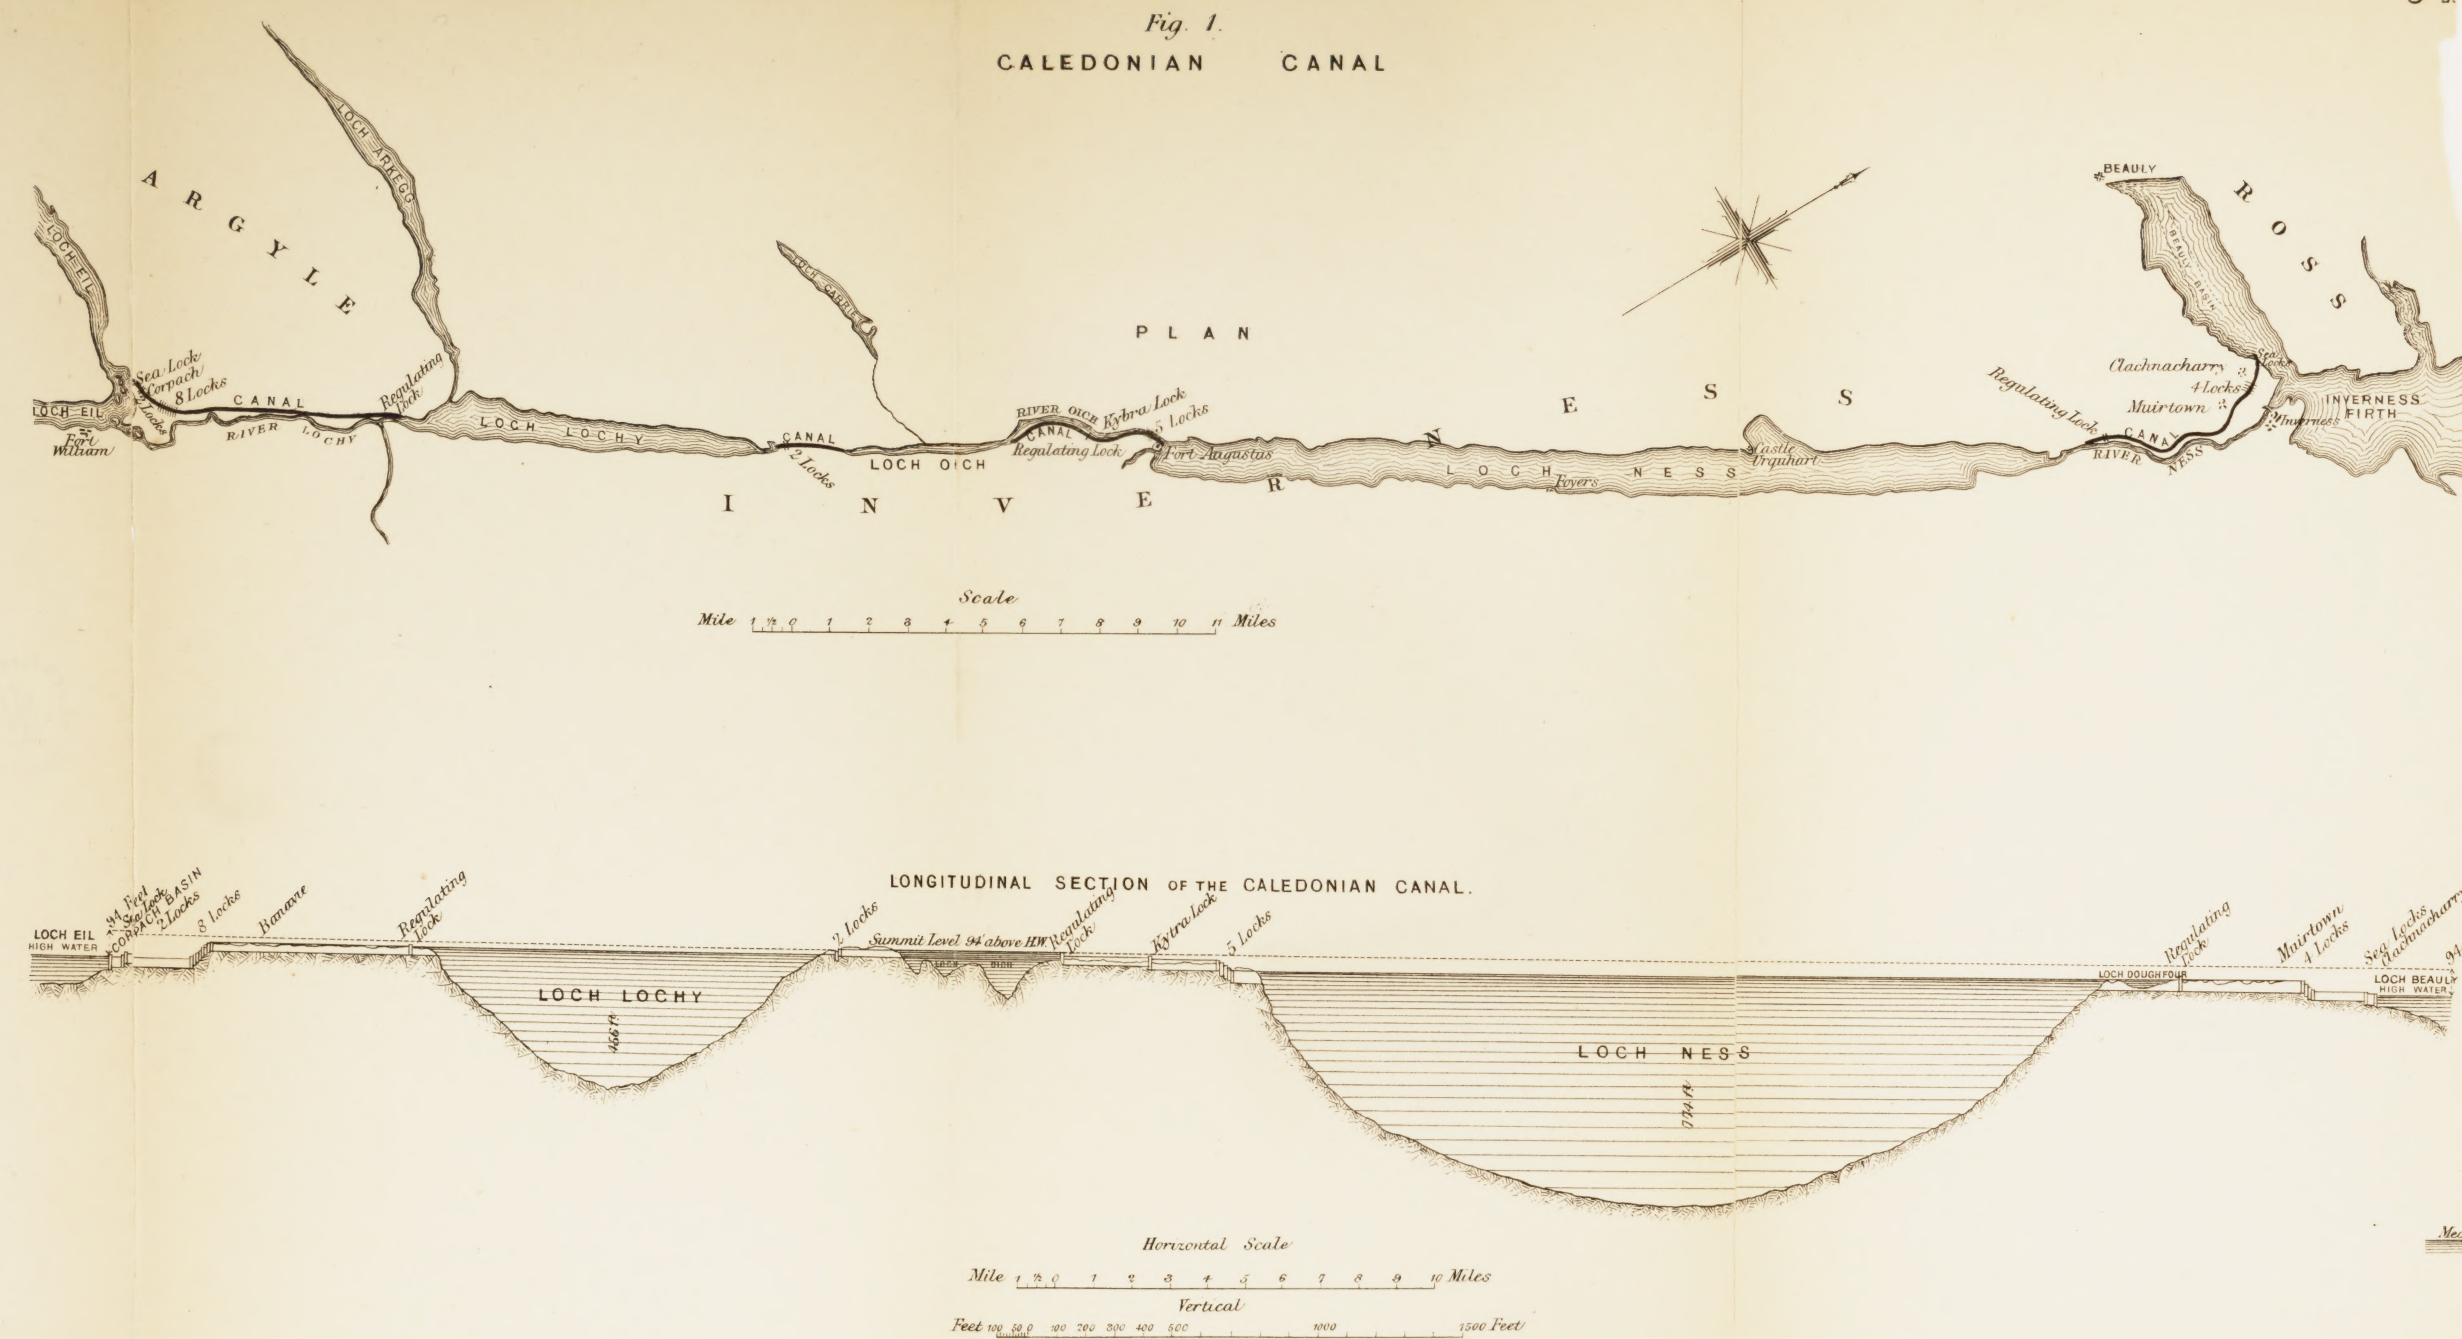 Fig. 1.
CALEDONIAN CANAL
ARGYLE
LOCH ARKEGG
LOCH EIL
Sea Lock
Corpach
8 Locks
2 Locks
CANAL
Regulating
Lock
LOCH EIL
Fort
William
RIVER LOCHY
LOCH LOCHY
LOCH GARRIE
CANAL
2 Locks
LOCH OICH
RIVER OICH
CANAL
Kybra Lock
5 Locks
Regulating Lock
Fort Augustus
PLAN
INVERNESS
LOCH NESS
Foyers
Castle
Urquhart
BEAULY
BEAULY BASIN
ROSS
Sea
Lock
Clachnacharry
4 Locks
Muirtown
Regulating Lock
CANAL
RIVER NESS
Inverness
INVERNESS
FIRTH
Scale
Mile 1 ½ 0 1 2 3 4 5 6 7 8 9 10 11 Miles
LONGITUDINAL SECTION OF THE CALEDONIAN CANAL.
LOCH EIL
HIGH WATER
94 Feet
Sea Lock
CORPACH BASIN
2 Locks
8 Locks
Banavie
Regulating
Lock
LOCH LOCHY
456 ft
2 Locks
Summit Level 94' above H.W.
LOCH OICH
Regulating
Lock
Kytra Lock
5 Locks
LOCH NESS
774 ft
LOCH DOUGHFOUR
Regulating
Lock
Muirtown
4 Locks
Sea Locks
Clachnacharry
94
LOCH BEAULY
HIGH WATER
Horizontal Scale
Mile 1 ½ 0 1 2 3 4 5 6 7 8 9 10 Miles
Vertical
Feet 100 50 0 100 200 300 400 500 1000 1500 Feet